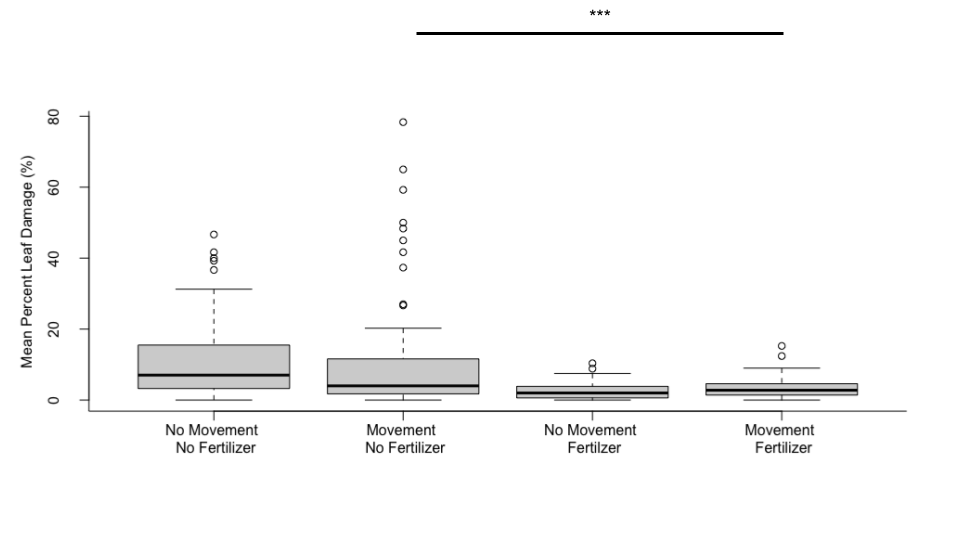 ***
Mean Percent Leaf Damage (%)
80
60
40
20
0
No Movement
No Fertilizer
Movement
No Fertilizer
No Movement
Fertilzer
Movement
Fertilizer